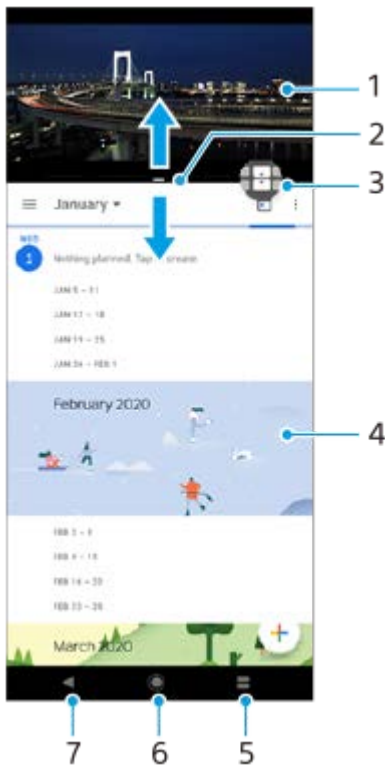 1
2
3
January
WED
1
Nothing planned. Tap create.
JAN 5 – 11
JAN 12 – 18
JAN 19 – 25
JAN 26 – FEB 1
February 2020
4
FEB 2 – 8
FEB 9 – 15
FEB 16 – 22
FEB 23 – 29
March 2020
7
6
5